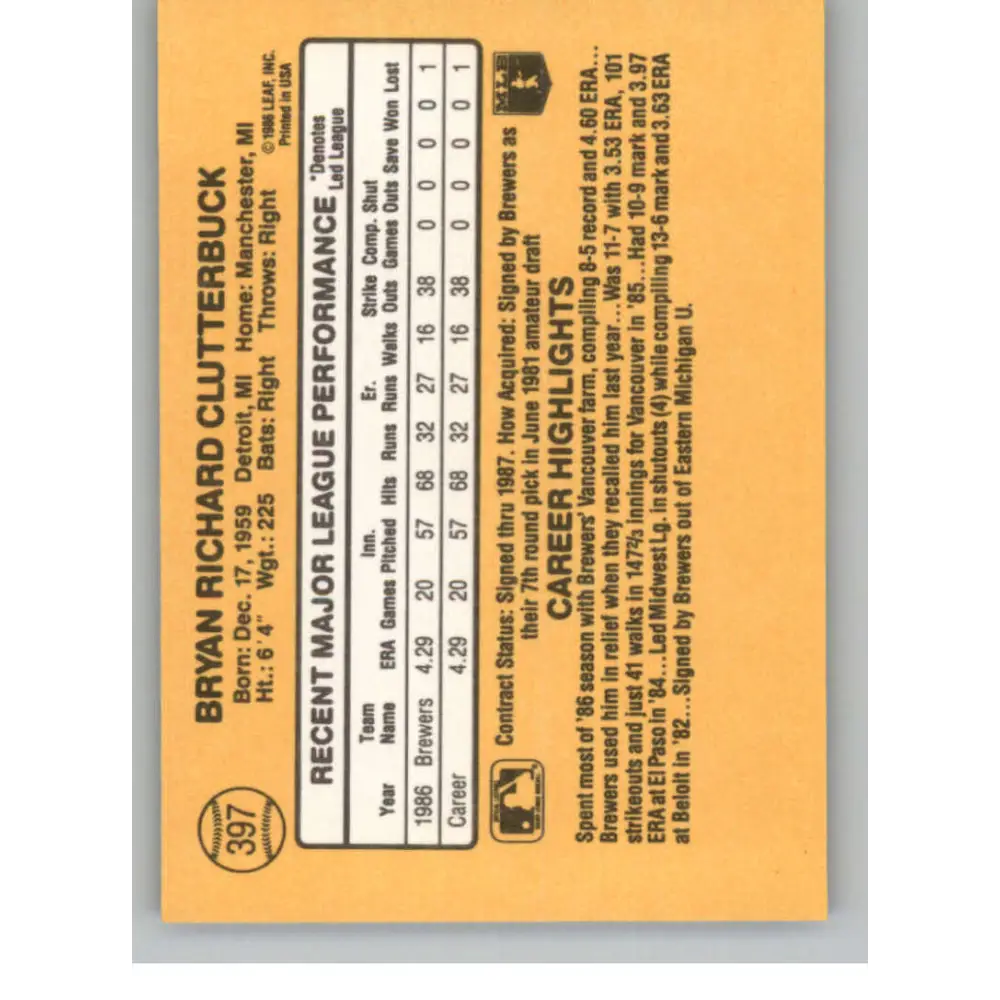 397
BRYAN RICHARD CLUTTERBUCK
Born: Dec. 17, 1959 Detroit, MI Home: Manchester, MI
Ht.: 6'4" Wgt.: 225 Bats: Right Throws: Right
© 1986 LEAF, INC.
Printed in USA
RECENT MAJOR LEAGUE PERFORMANCE
*Denotes
Led League
Year Team Name ERA Games Inn. Pitched Hits Runs Er. Runs Walks Strike Outs Comp. Games Shut Outs Save Won Lost
1986 Brewers 4.29 20 57 68 32 27 16 38 0 0 0 0 1
Career 4.29 20 57 68 32 27 16 38 0 0 0 0 1
Contract Status: Signed thru 1987. How Acquired: Signed by Brewers as
their 7th round pick in June 1981 amateur draft
CAREER HIGHLIGHTS
Spent most of '86 season with Brewers' Vancouver farm, compiling 8-5 record and 4.60 ERA...
Brewers used him in relief when they recalled him last year...Was 11-7 with 3.53 ERA, 101
strikeouts and just 41 walks in 147⅔ innings for Vancouver in '85...Had 10-9 mark and 3.97
ERA at El Paso in '84...Led Midwest Lg. in shutouts (4) while compiling 13-6 mark and 3.63 ERA
at Beloit in '82...Signed by Brewers out of Eastern Michigan U.